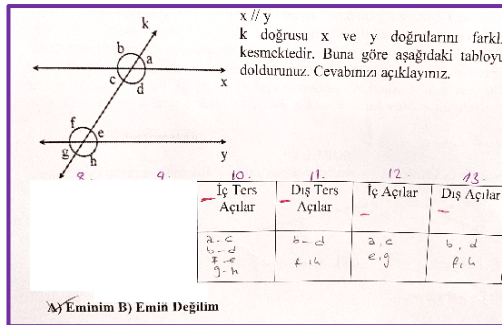 x // y
k doğrusu x ve y doğrularını farklı
kesmektedir. Buna göre aşağıdaki tabloyu
doldurunuz. Cevabınızı açıklayınız.
k
b
a
c
d
x
f
e
g
h
y
8. 9. 10. 11. 12. 13.
İç Ters Açılar
Dış Ters Açılar
İç Açılar
Dış Açılar
a-c
b-d
f-e
g-h
b-d
f,h
a,c
e,g
b,d
f,h
A) Eminim B) Emin Değilim